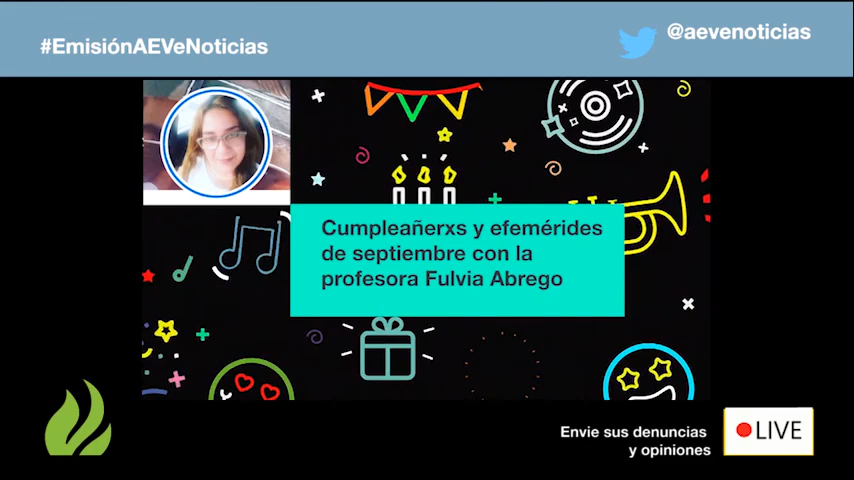 #EmisiónAEVeNoticias
@aevenoticias
Cumpleañerxs y efemérides
de septiembre con la
profesora Fulvia Abrego
Envie sus denuncias
y opiniones
LIVE